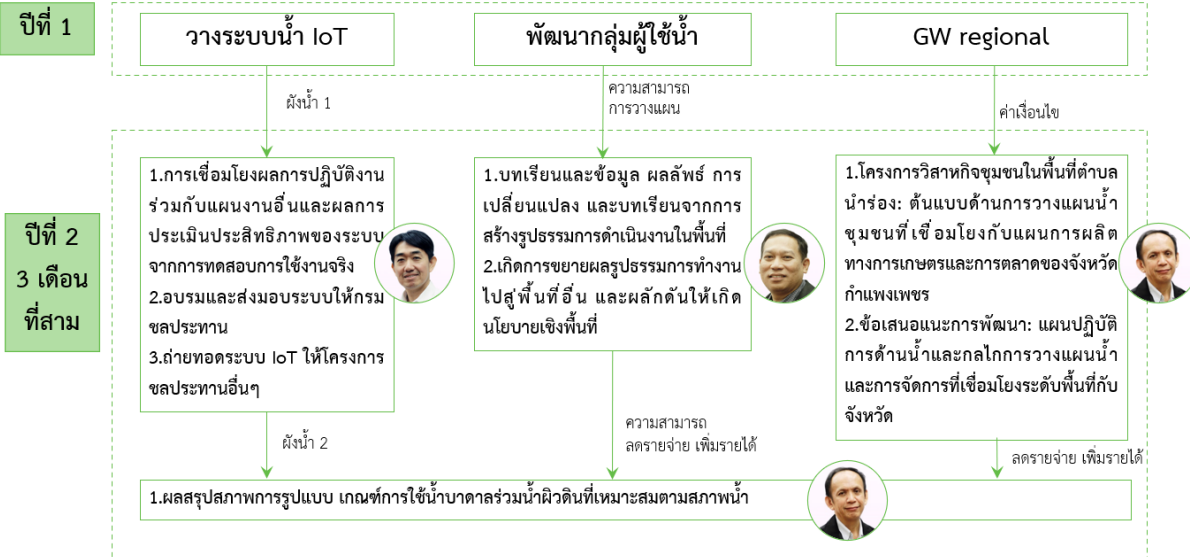 ปีที่ 1
วางระบบน้ำ IoT
พัฒนากลุ่มผู้ใช้น้ำ
GW regional
ผังน้ำ 1
ความสามารถ
การวางแผน
ค่าเงื่อนไข
ปีที่ 2
3 เดือน
ที่สาม
1.การเชื่อมโยงผลการปฏิบัติงาน
ร่วมกับแผนงานอื่นและผลการ
ประเมินประสิทธิภาพของระบบ
จากการทดสอบการใช้งานจริง
2.อบรมและส่งมอบระบบให้กรม
ชลประทาน
3.ถ่ายทอดระบบ IoT ให้โครงการ
ชลประทานอื่นๆ
1.บทเรียนและข้อมูล ผลลัพธ์ การ
เปลี่ยนแปลง และบทเรียนจากการ
สร้างรูปธรรมการดำเนินงานในพื้นที่
2.เกิดการขยายผลรูปธรรมการทำงาน
ไปสู่พื้นที่อื่น และผลักดันให้เกิด
นโยบายเชิงพื้นที่
1.โครงการวิสาหกิจชุมชนในพื้นที่ตำบล
นำร่อง: ต้นแบบด้านการวางแผนน้ำ
ชุมชนที่เชื่อมโยงกับแผนการผลิต
ทางการเกษตรและการตลาดของจังหวัด
กำแพงเพชร
2.ข้อเสนอแนะการพัฒนา: แผนปฏิบัติ
การด้านน้ำและกลไกการวางแผนน้ำ
และการจัดการที่เชื่อมโยงระดับพื้นที่กับ
จังหวัด
ผังน้ำ 2
ความสามารถ
ลดรายจ่าย เพิ่มรายได้
ลดรายจ่าย เพิ่มรายได้
1.ผลสรุปสภาพการรูปแบบ เกณฑ์การใช้น้ำบาดาลร่วมน้ำผิวดินที่เหมาะสมตามสภาพน้ำ